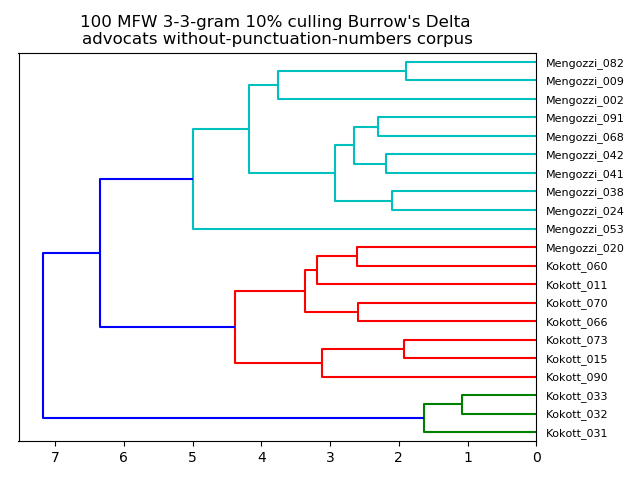 100 MFW 3-3-gram 10% culling Burrow's Delta
advocats without-punctuation-numbers corpus
Mengozzi_082
Mengozzi_009
Mengozzi_002
Mengozzi_091
Mengozzi_068
Mengozzi_042
Mengozzi_041
Mengozzi_038
Mengozzi_024
Mengozzi_053
Mengozzi_020
Kokott_060
Kokott_011
Kokott_070
Kokott_066
Kokott_073
Kokott_015
Kokott_090
Kokott_033
Kokott_032
Kokott_031
7 6 5 4 3 2 1 0